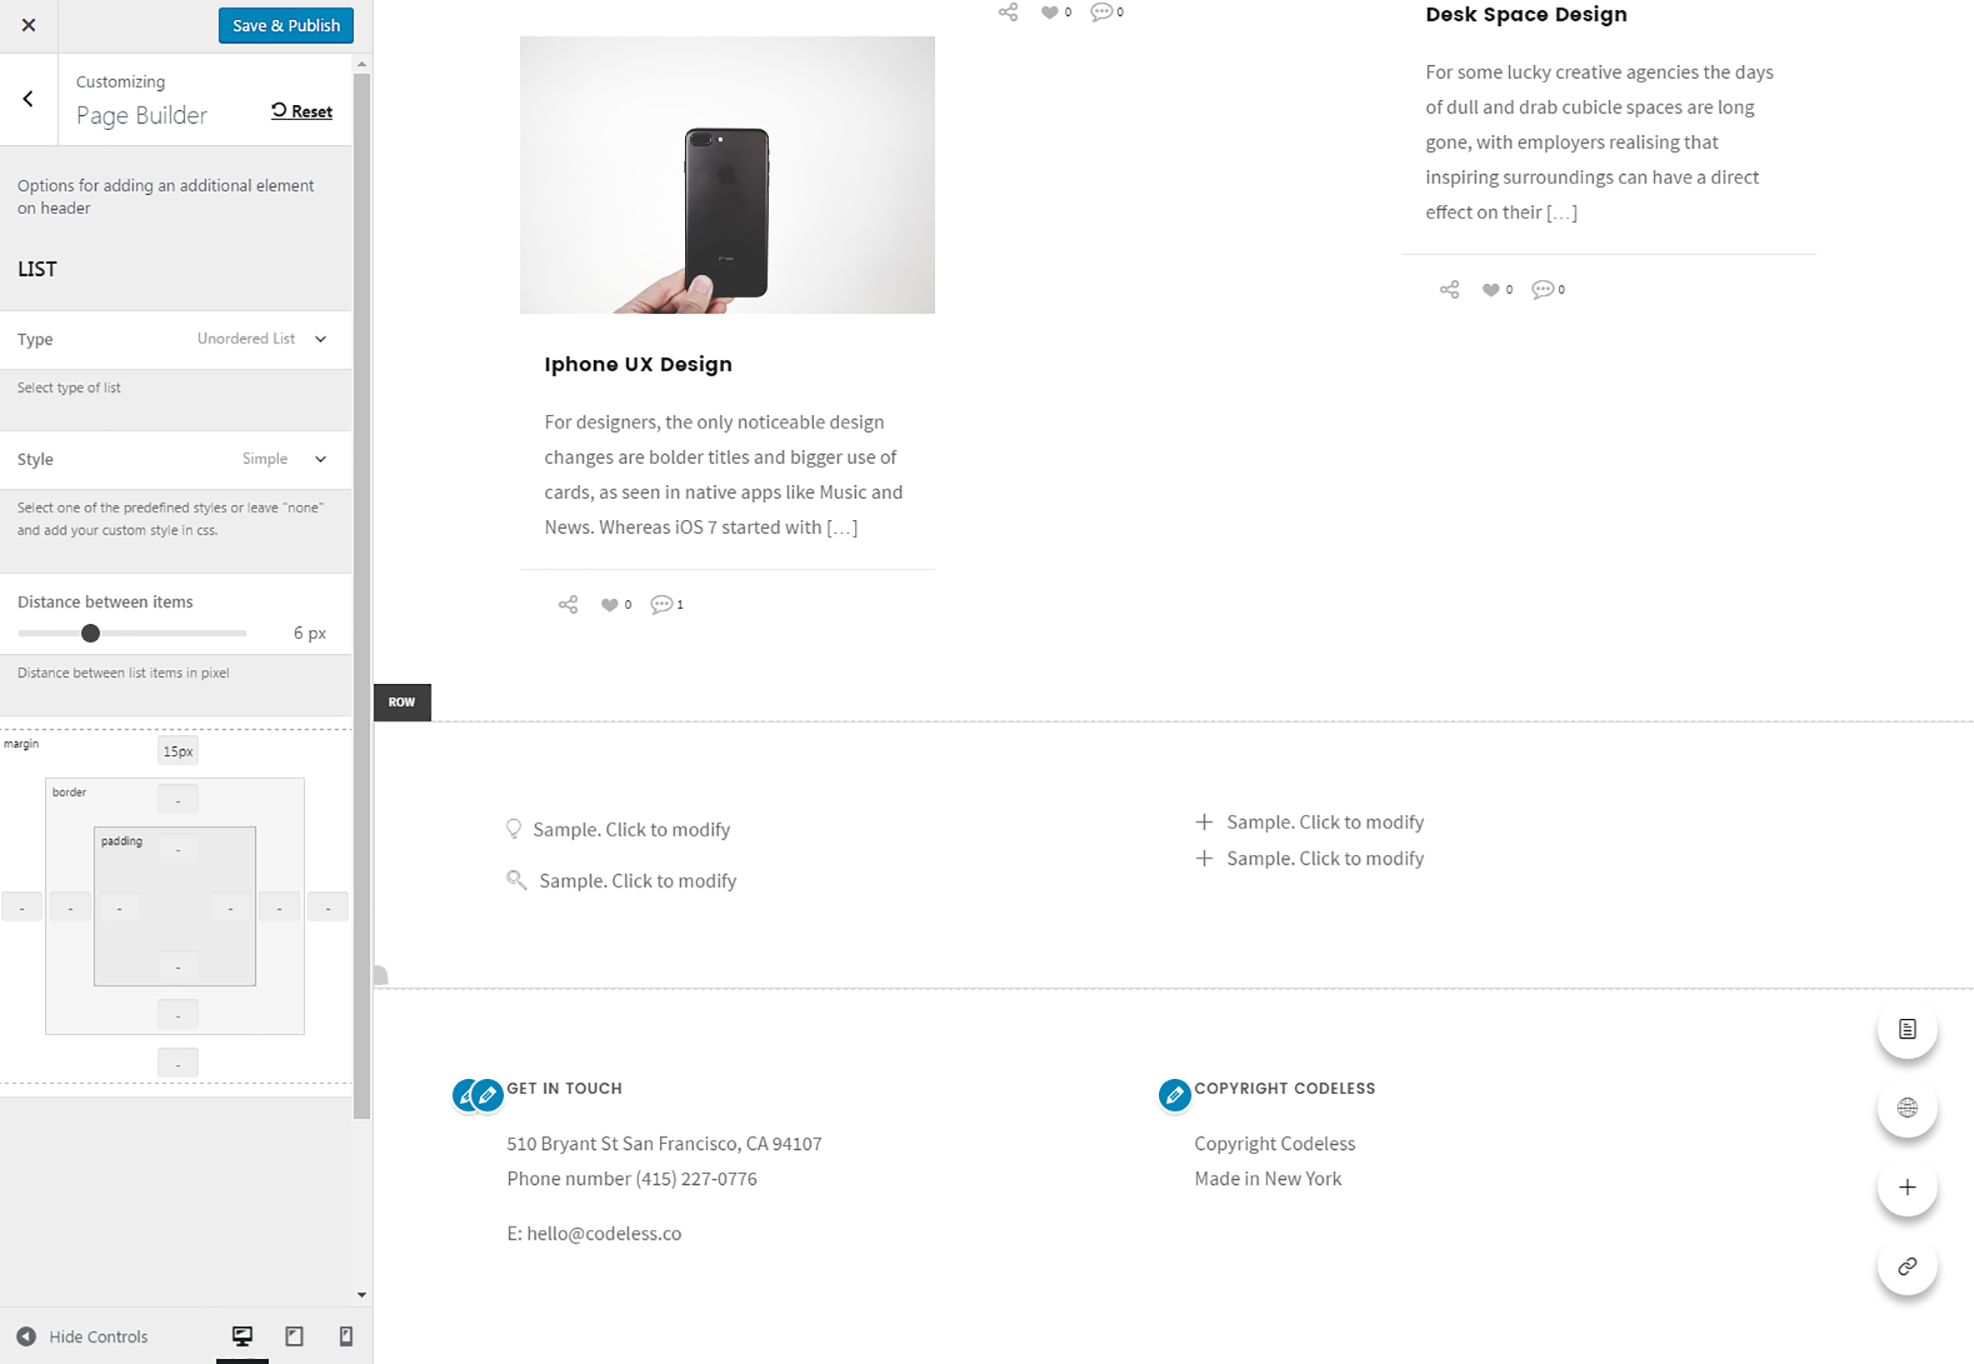 Save & Publish
Customizing
Page Builder
Reset
Options for adding an additional element
on header
LIST
Type
Unordered List
Select type of list
Style
Simple
Select one of the predefined styles or leave "none"
and add your custom style in css.
Distance between items
6 px
Distance between list items in pixel
margin
15px
border
-
padding
-
- - - - - -
-
-
-
Hide Controls
0 0
Iphone UX Design
For designers, the only noticeable design
changes are bolder titles and bigger use of
cards, as seen in native apps like Music and
News. Whereas iOS 7 started with [...]
0 1
Desk Space Design
For some lucky creative agencies the days
of dull and drab cubicle spaces are long
gone, with employers realising that
inspiring surroundings can have a direct
effect on their [...]
0 0
ROW
Sample. Click to modify
Sample. Click to modify
Sample. Click to modify
Sample. Click to modify
GET IN TOUCH
510 Bryant St San Francisco, CA 94107
Phone number (415) 227-0776
E: hello@codeless.co
COPYRIGHT CODELESS
Copyright Codeless
Made in New York